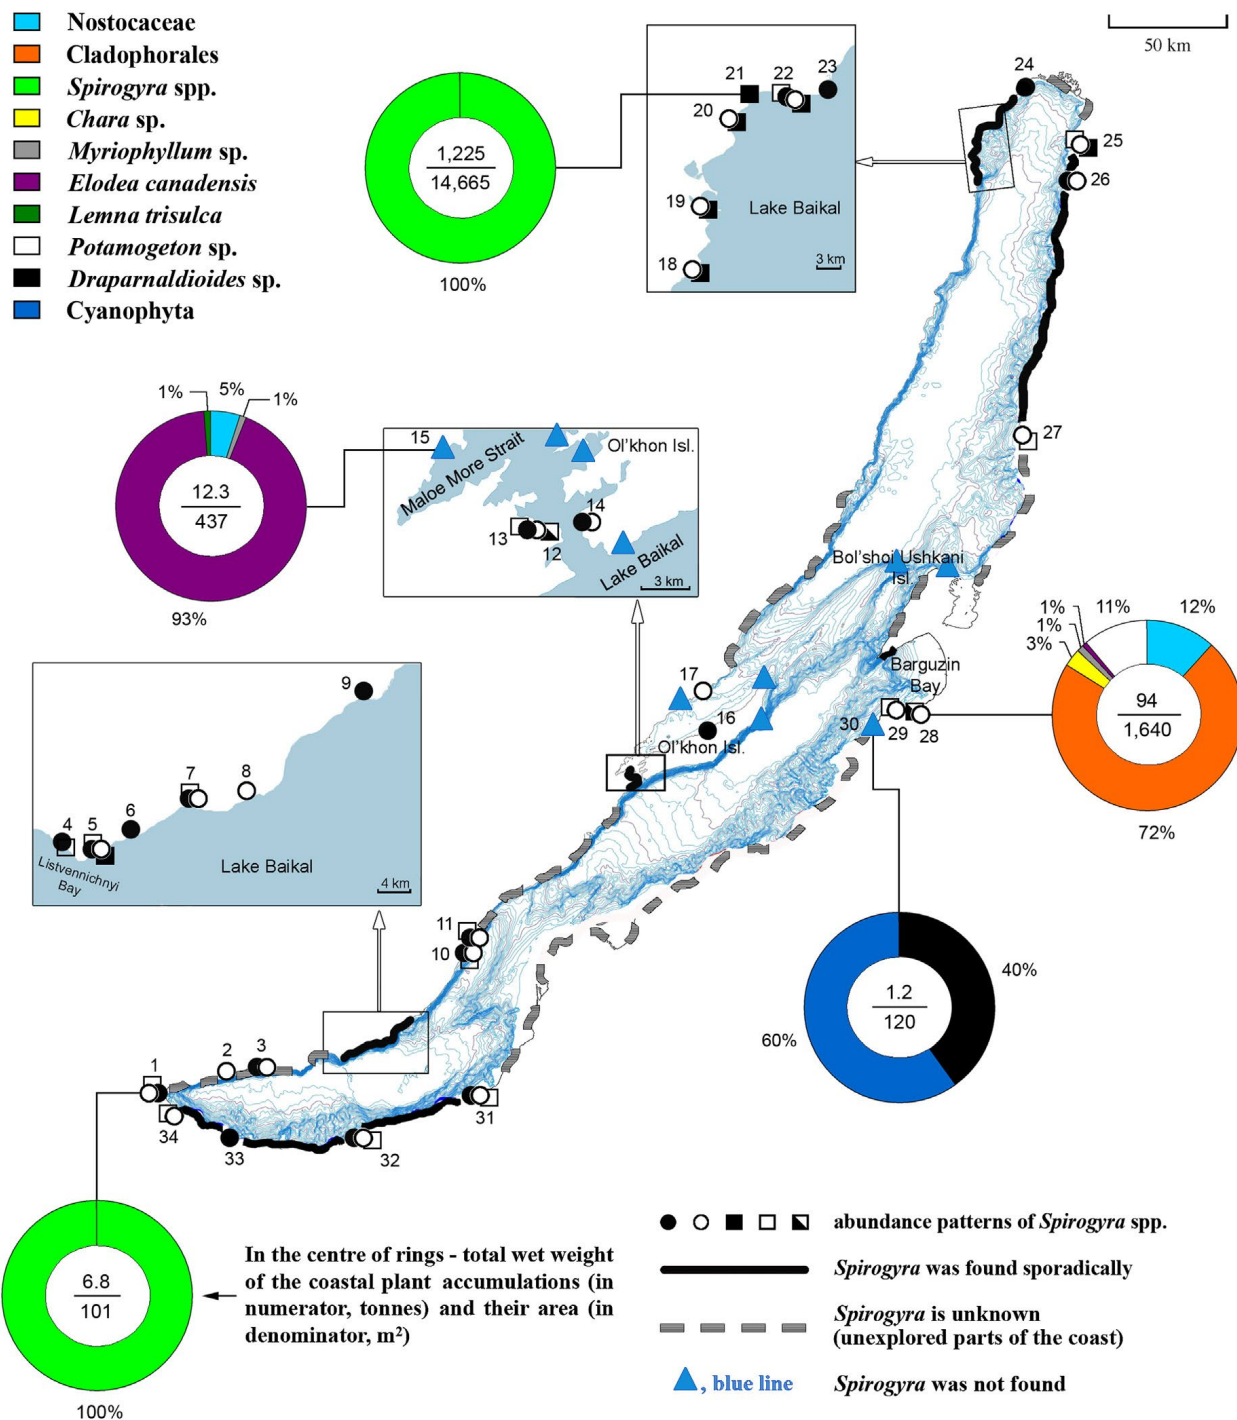 Nostocaceae
Cladophorales
Spirogyra spp.
Chara sp.
Myriophyllum sp.
Elodea canadensis
Lemna trisulca
Potamogeton sp.
Draparnaldioides sp.
Cyanophyta
50 km
1,225
14,665
100%
21
22
23
20
19
18
Lake Baikal
3 km
24
25
26
27
1%
5%
1%
12.3
437
93%
15
Maloe More Strait
Ol'khon Isl.
14
13
12
Lake Baikal
3 km
Bol'shoi Ushkani
Isl.
Barguzin
Bay
17
16
Ol'khon Isl.
30
29
28
1%
1%
3%
11%
12%
94
1,640
72%
9
8
7
6
5
4
Listvennichnyi
Bay
Lake Baikal
4 km
11
10
60%
40%
1.2
120
1
2
3
34
33
32
31
6.8
101
100%
In the centre of rings - total wet weight
of the coastal plant accumulations (in
numerator, tonnes) and their area (in
denominator, m²)
abundance patterns of Spirogyra spp.
Spirogyra was found sporadically
Spirogyra is unknown
(unexplored parts of the coast)
, blue line
Spirogyra was not found